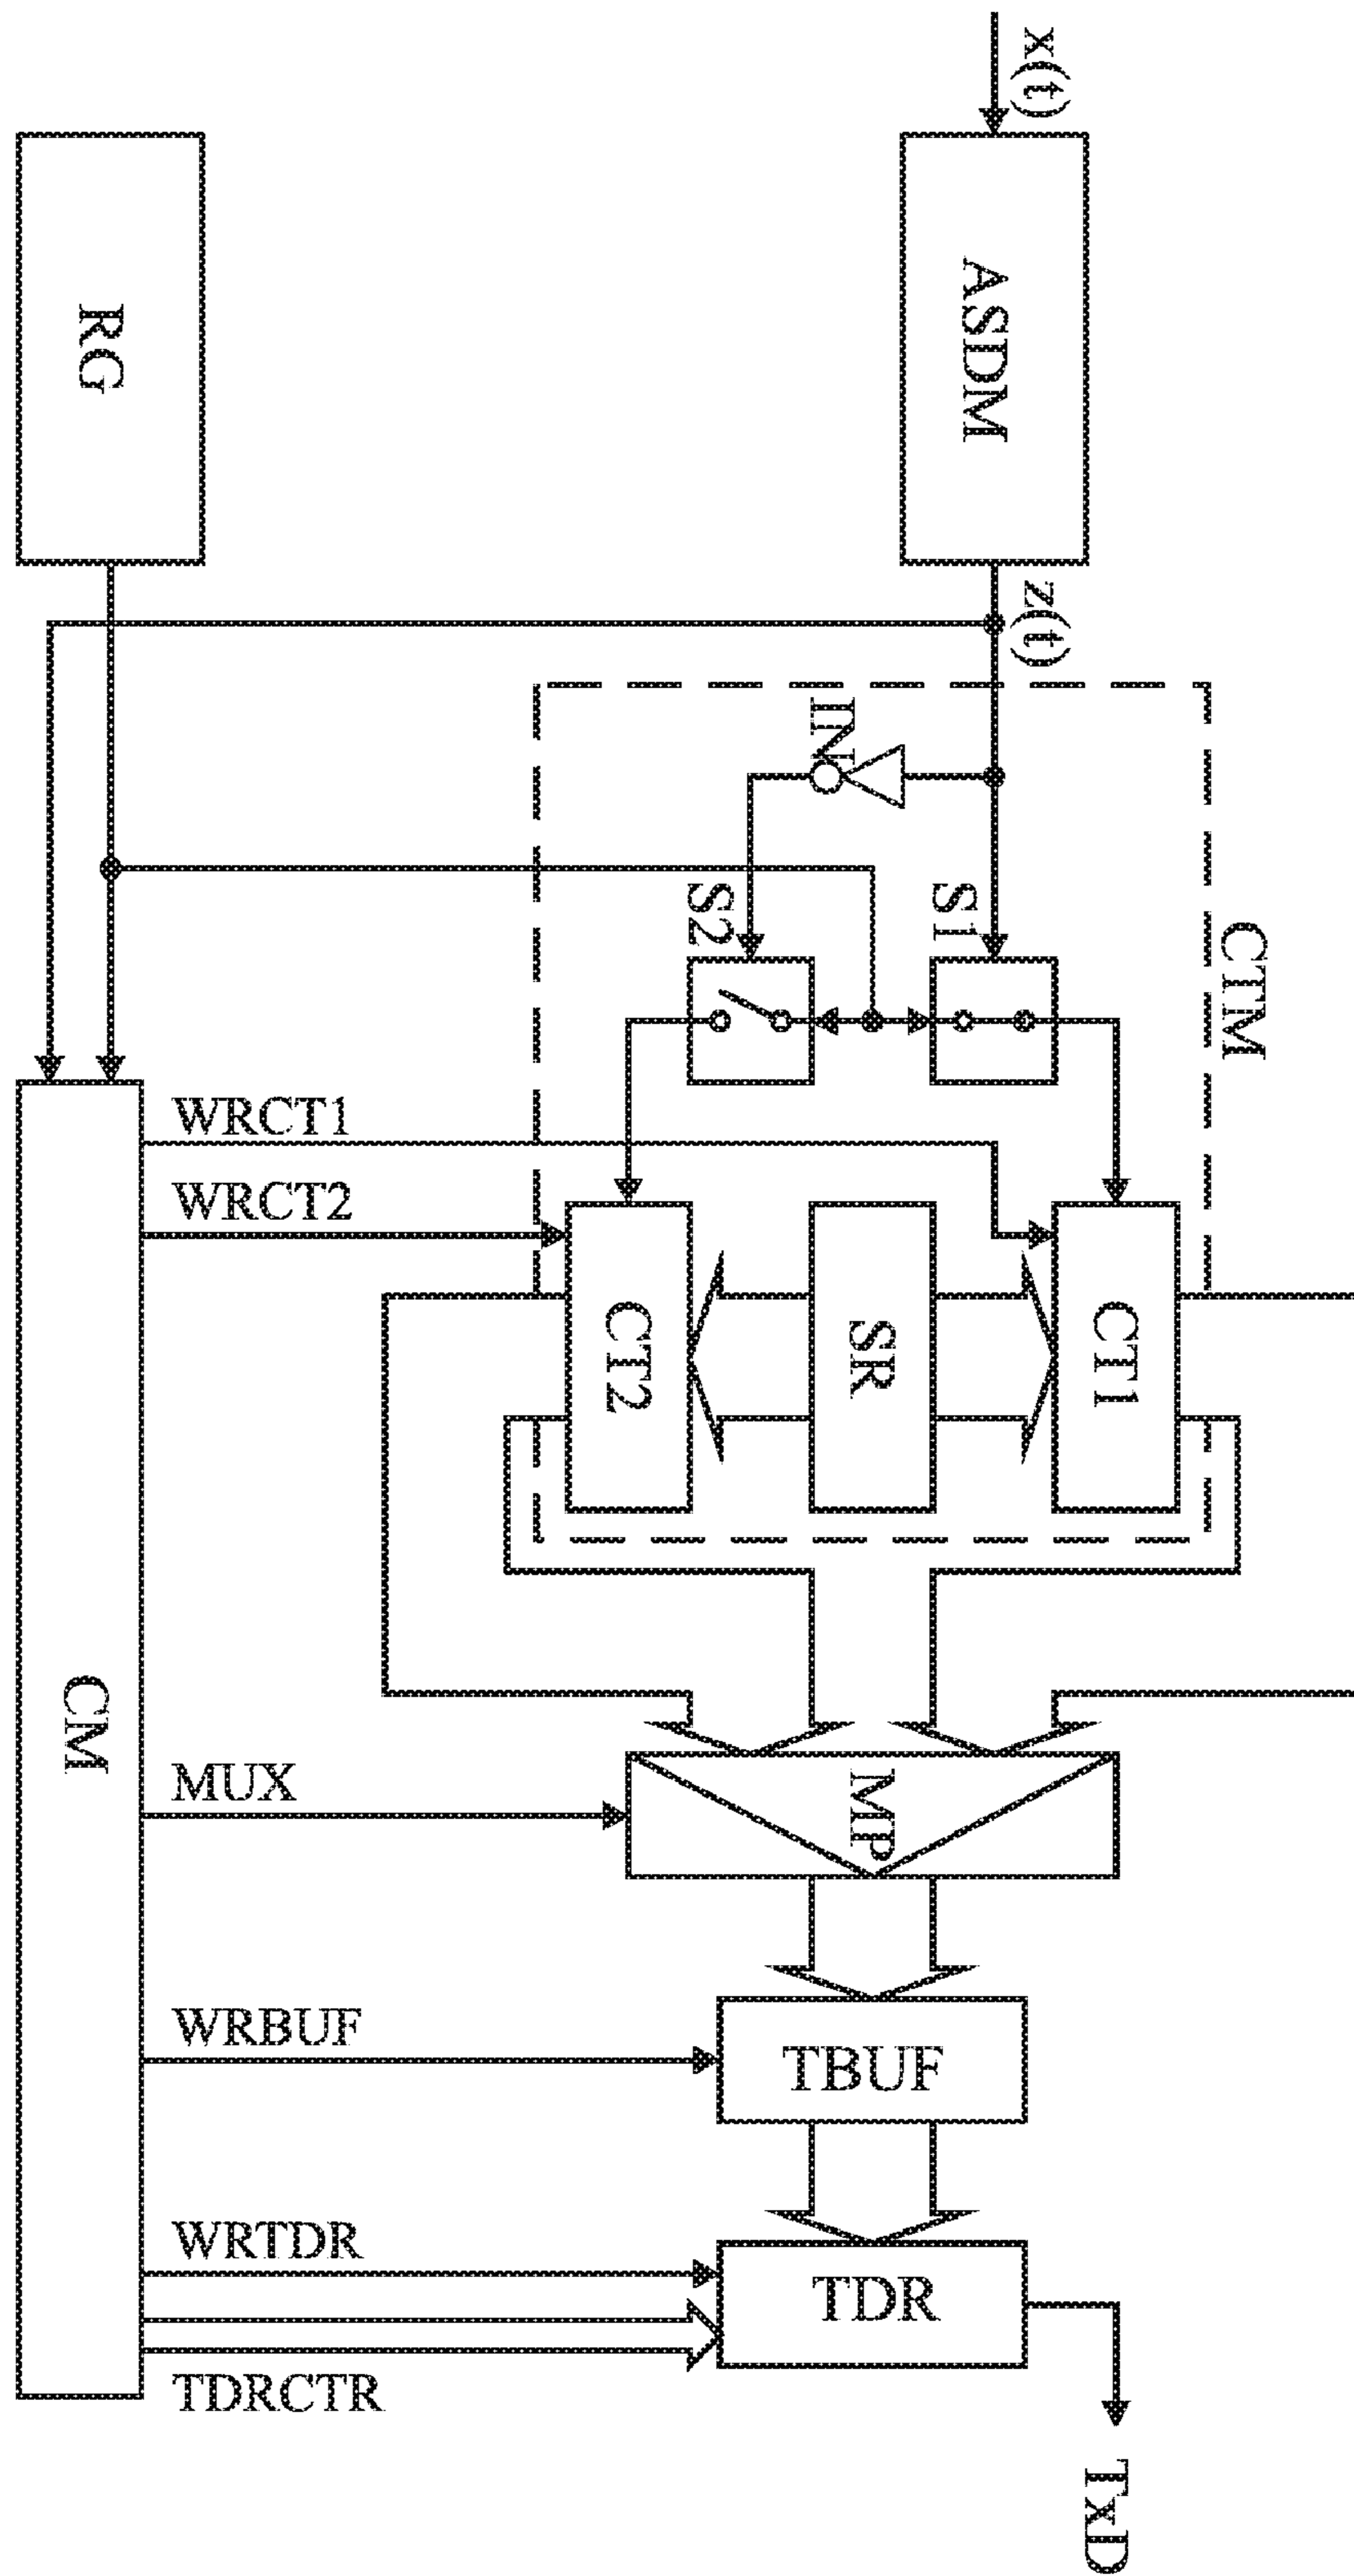 x(t)
ASDM
RG
z(t)
IN
S2
S1
CTM
WRCT1
WRCT2
CT2
SR
CT1
CM
MUX
MP
WRBUF
TBUF
WRTDR
TDR
TDRCTR
TxD